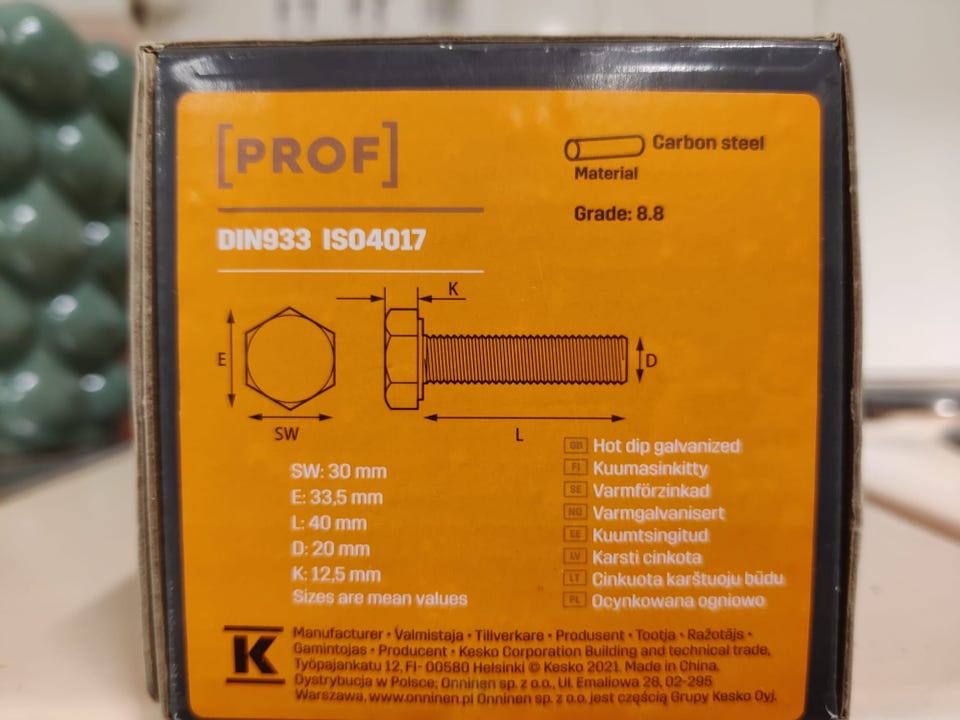 [PROF]
Carbon steel
Material
Grade: 8.8
DIN933 ISO4017
K
E
D
SW
L
SW: 30 mm
E: 33,5 mm
L: 40 mm
D: 20 mm
K: 12,5 mm
Sizes are mean values
GB Hot dip galvanized
FI Kuumasinkitty
SE Varmförzinkad
NO Varmgalvanisert
EE Kuumtsingitud
LV Karsti cinkota
LT Cinkuota karštuoju būdu
PL Ocynkowana ogniowo
K
Manufacturer • Valmistaja • Tillverkare • Produsent • Tootja • Ražotājs •
Gamintojas • Producent • Kesko Corporation Building and technical trade,
Työpajankatu 12, FI- 00580 Helsinki © Kesko 2021. Made in China.
Dystrybucja w Polsce; Onninen sp. z o.o., Ul. Emaliowa 28, 02-295
Warszawa, www.onninen.pl Onninen sp. z o.o. jest częścią Grupy Kesko Oyj.